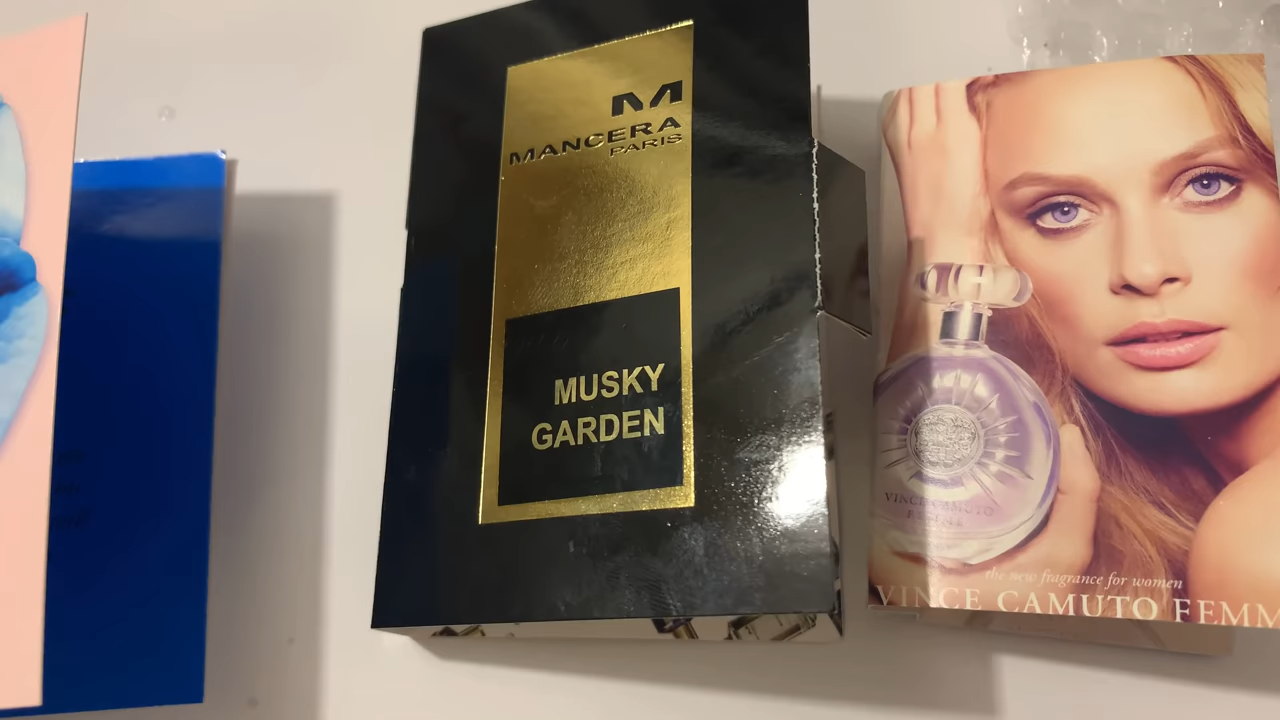 M
MANCERA
PARIS
MUSKY
GARDEN
VINCE CAMUTO
the new fragrance for women
VINCE CAMUTO FEMM